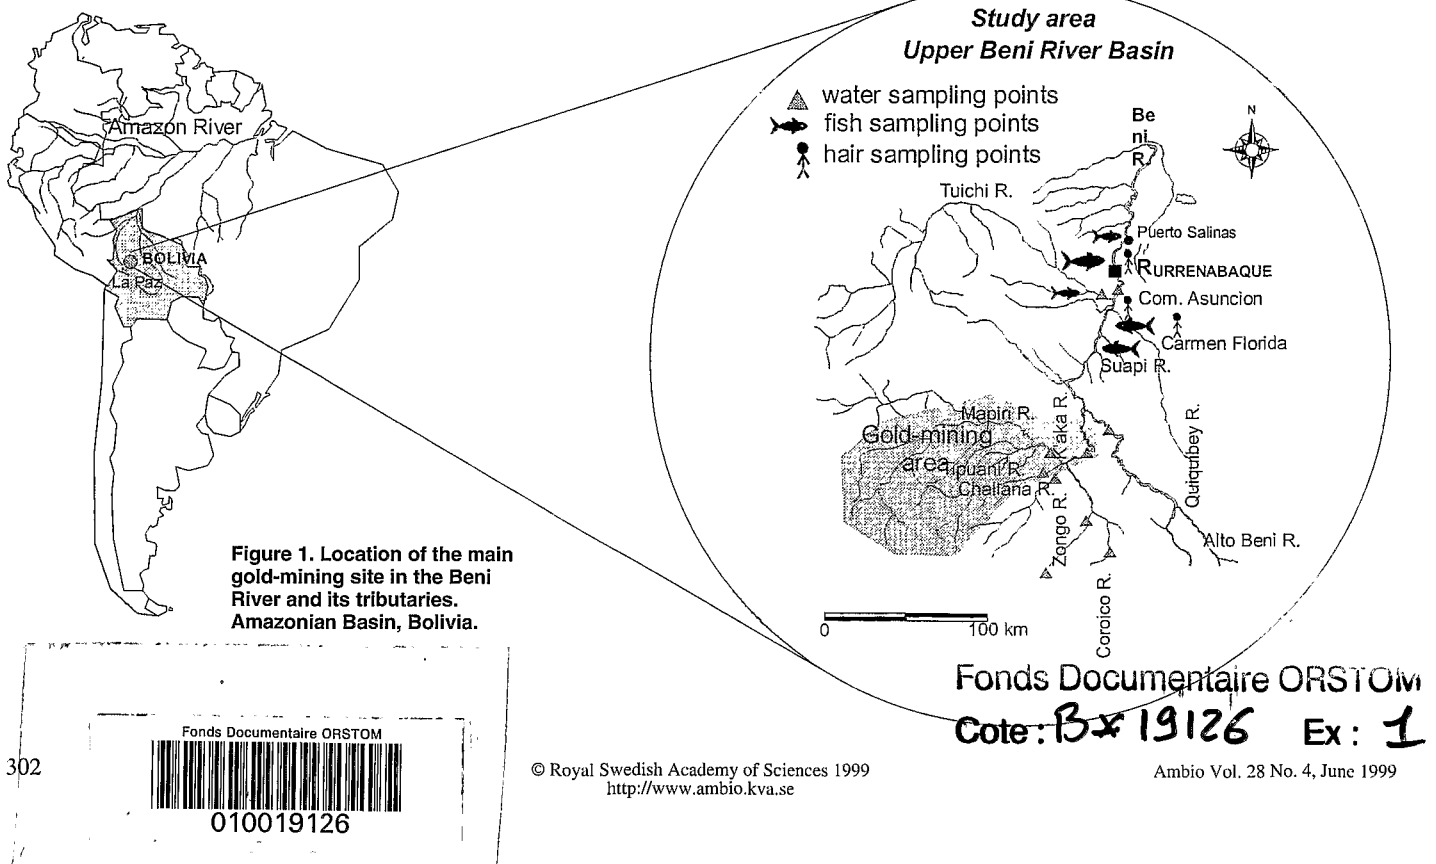 Study area
Upper Beni River Basin
water sampling points
fish sampling points
hair sampling points
N
Be
ni
R.
Tuichi R.
Puerto Salinas
RURRENABAQUE
Com. Asuncion
Carmen Florida
Suapi R.
Mapiri R.
Kaka R.
Gold-mining
area
Tipuani R.
Challana R.
Quiquibey R.
Zongo R.
Alto Beni R.
Coroico R.
0 100 km
Amazon River
BOLIVIA
La Paz
Figure 1. Location of the main
gold-mining site in the Beni
River and its tributaries.
Amazonian Basin, Bolivia.
Fonds Documentaire ORSTOM
Cote : B* 19126 Ex : 1
Fonds Documentaire ORSTOM
010019126
302
© Royal Swedish Academy of Sciences 1999
http://www.ambio.kva.se
Ambio Vol. 28 No. 4, June 1999